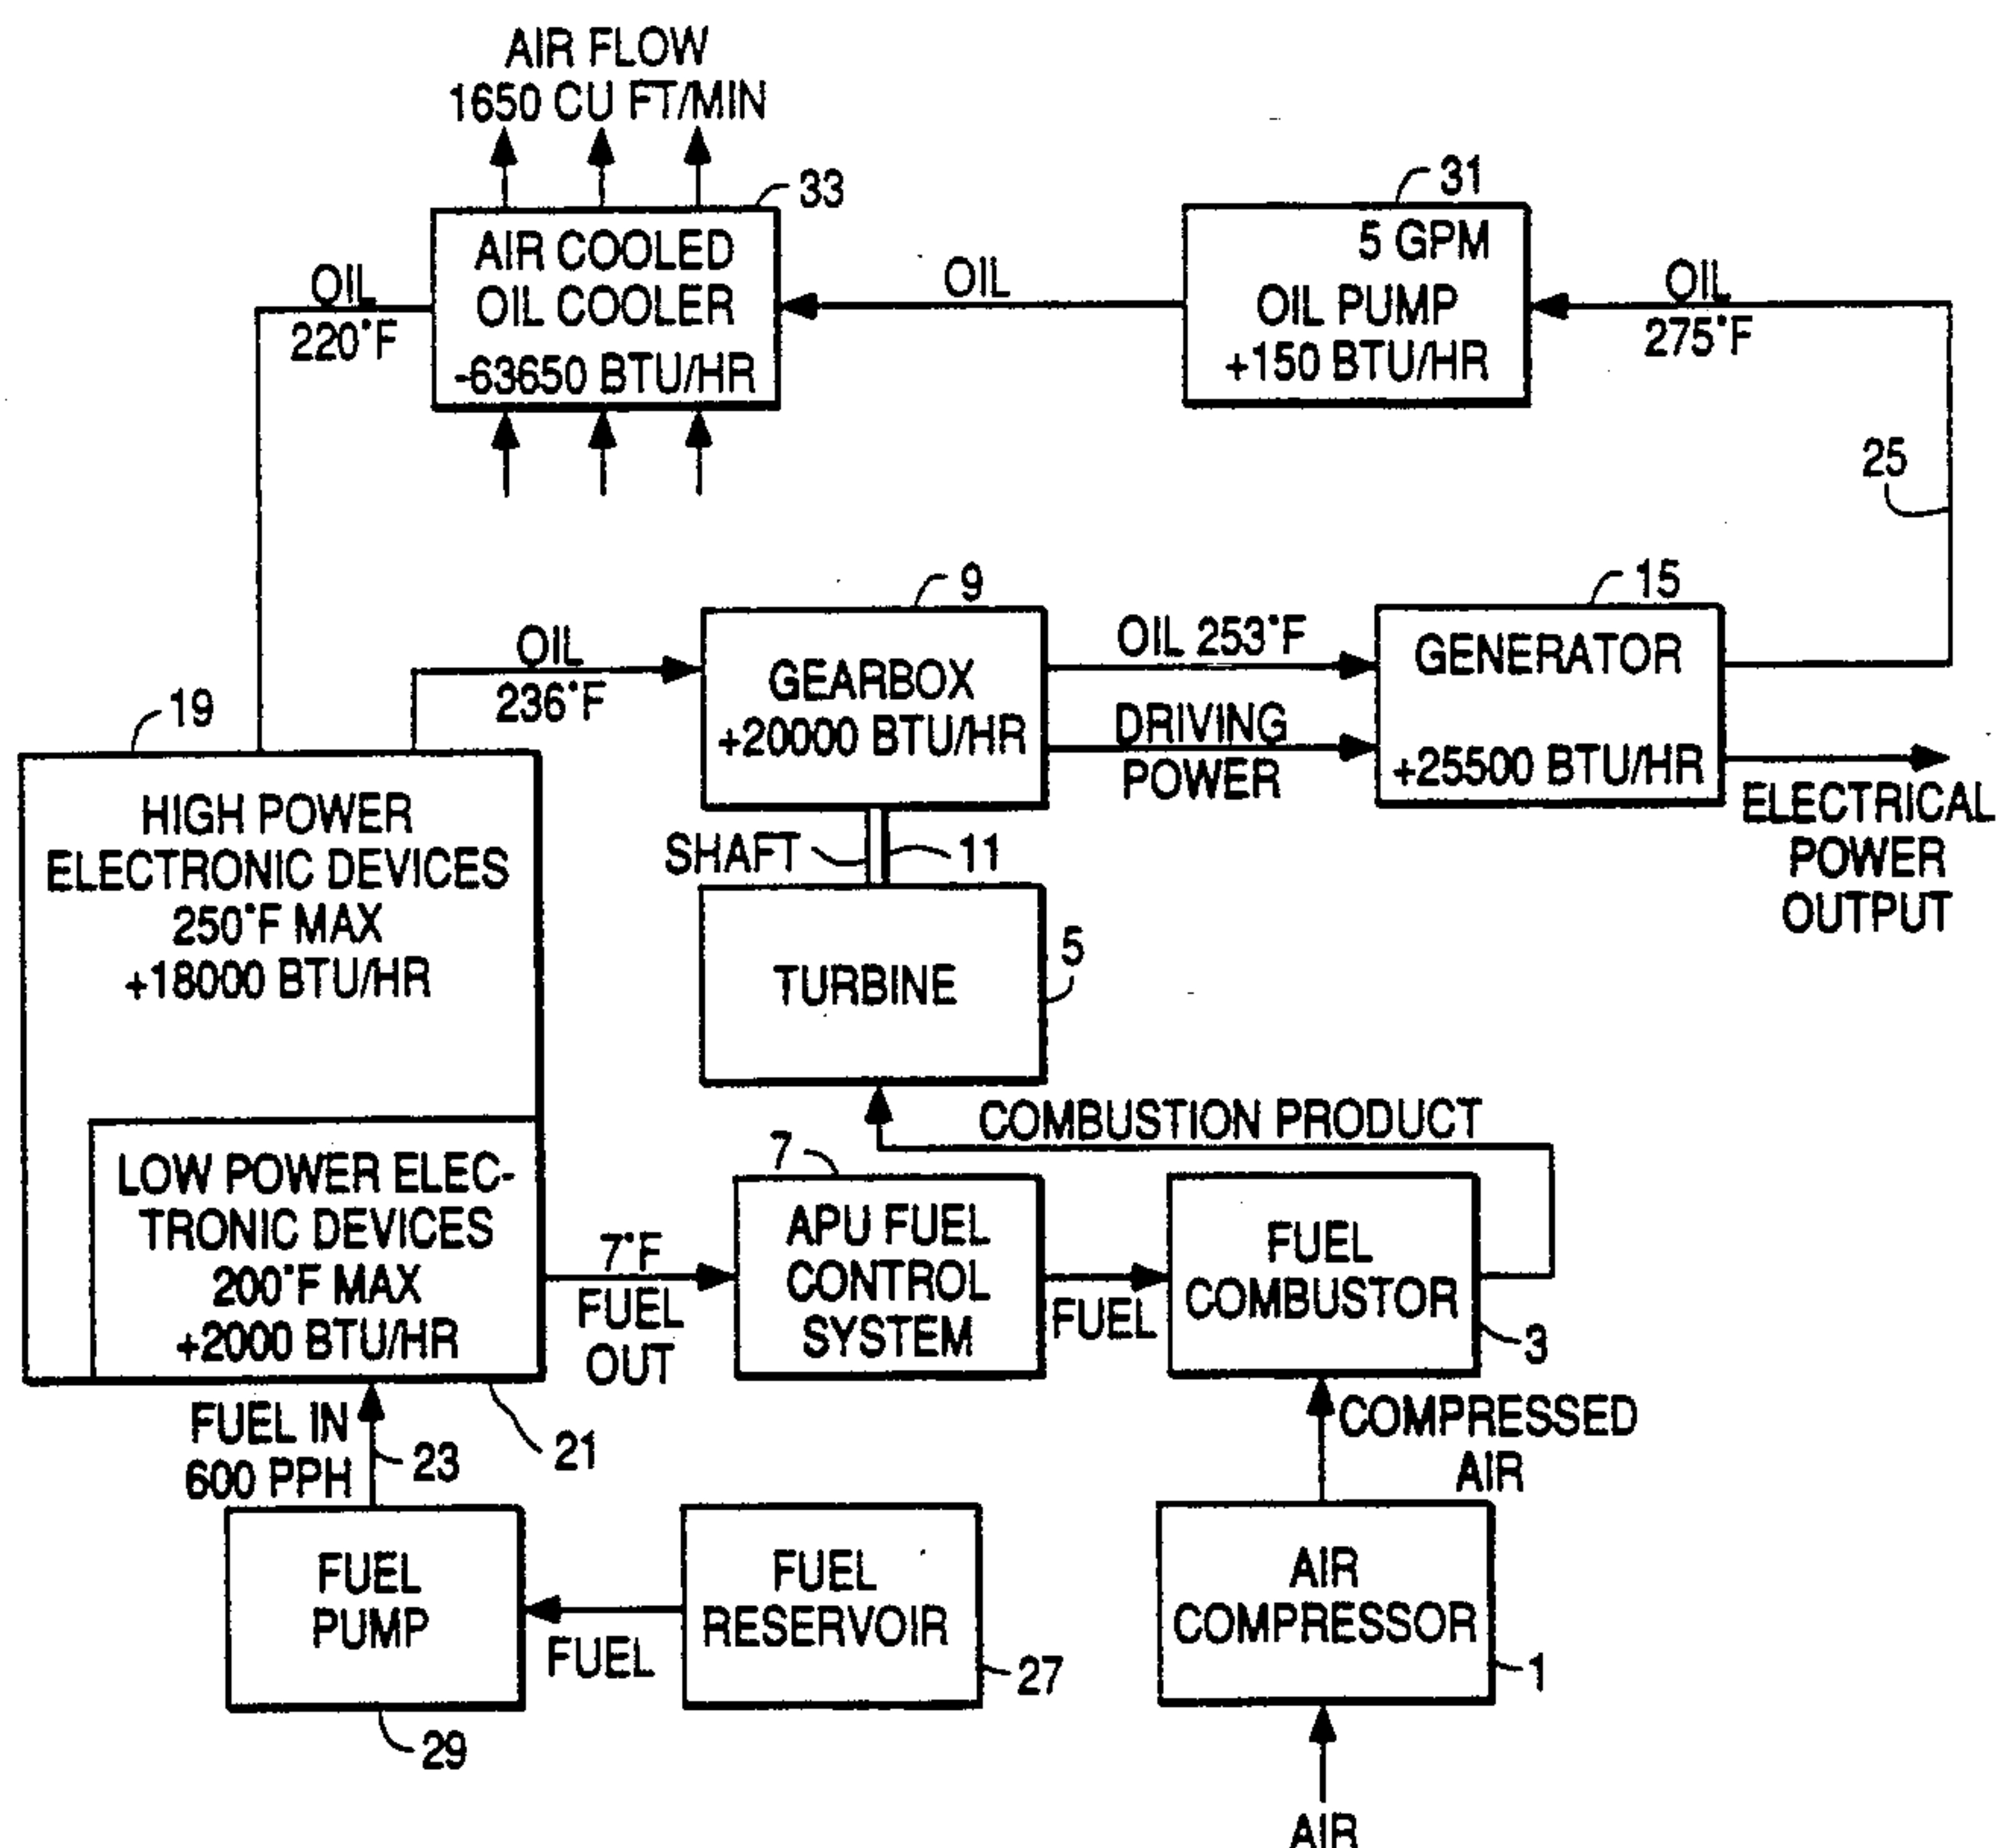 AIR FLOW
1650 CU FT/MIN
33
AIR COOLED
OIL COOLER
-63650 BTU/HR
OIL
220°F
OIL
31
5 GPM
OIL PUMP
+150 BTU/HR
OIL
275°F
25
9
GEARBOX
+20000 BTU/HR
OIL
236°F
OIL 253°F
DRIVING
POWER
15
GENERATOR
+25500 BTU/HR
ELECTRICAL
POWER
OUTPUT
19
HIGH POWER
ELECTRONIC DEVICES
250°F MAX
+18000 BTU/HR
SHAFT
11
TURBINE
5
COMBUSTION PRODUCT
LOW POWER ELEC-
TRONIC DEVICES
200°F MAX
+2000 BTU/HR
7°F
FUEL
OUT
7
APU FUEL
CONTROL
SYSTEM
FUEL
FUEL
COMBUSTOR
3
FUEL IN
600 PPH
23
21
COMPRESSED
AIR
FUEL
PUMP
29
FUEL
FUEL
RESERVOIR
27
AIR
COMPRESSOR
1
AIR